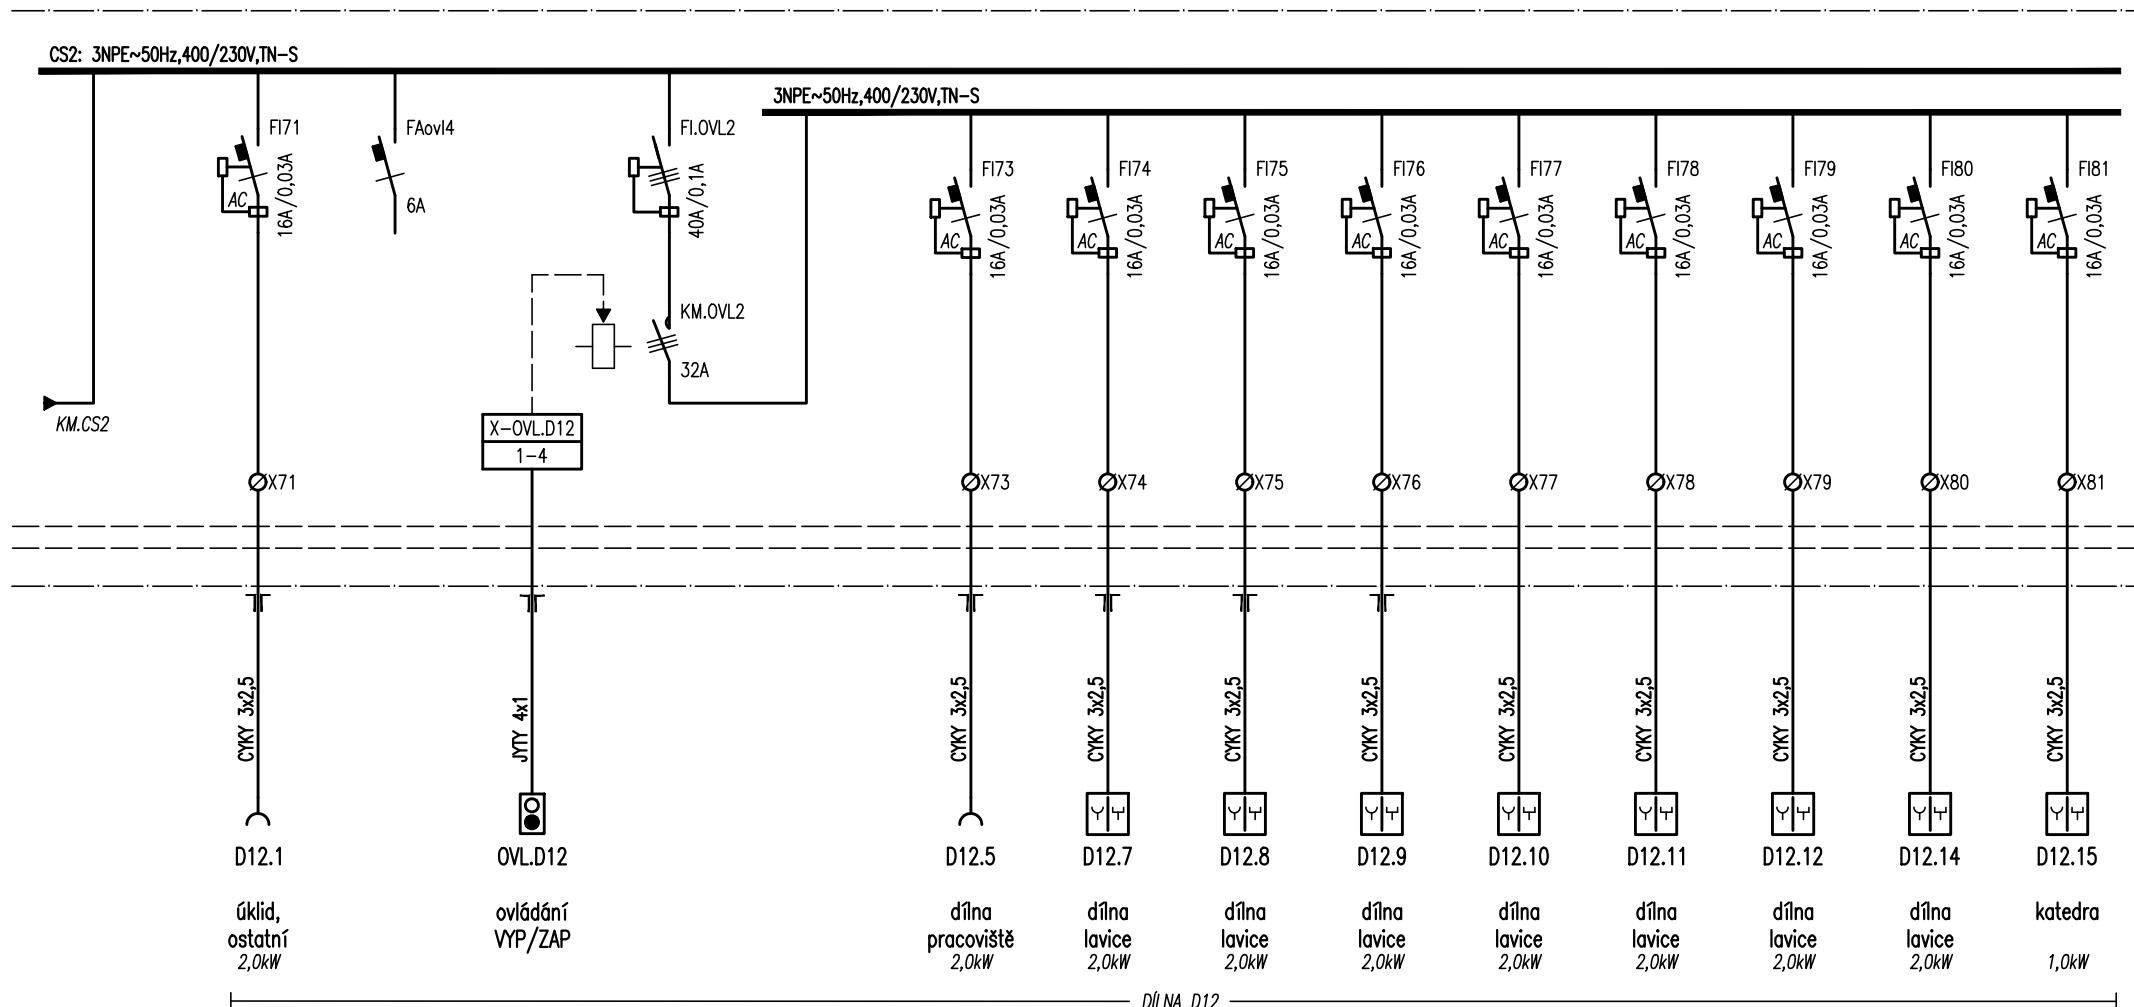 CS2: 3NPE~50Hz,400/230V,TN-S
3NPE~50Hz,400/230V,TN-S
FI71
AC
16A/0,03A
FAovl4
6A
FI.OVL2
40A/0,1A
KM.OVL2
32A
KM.CS2
X-OVL.D12
1-4
FI73
AC
16A/0,03A
FI74
AC
16A/0,03A
FI75
AC
16A/0,03A
FI76
AC
16A/0,03A
FI77
AC
16A/0,03A
FI78
AC
16A/0,03A
FI79
AC
16A/0,03A
FI80
AC
16A/0,03A
FI81
AC
16A/0,03A
X71
X73
X74
X75
X76
X77
X78
X79
X80
X81
CYKY 3x2,5
JYTY 4x1
CYKY 3x2,5
CYKY 3x2,5
CYKY 3x2,5
CYKY 3x2,5
CYKY 3x2,5
CYKY 3x2,5
CYKY 3x2,5
CYKY 3x2,5
CYKY 3x2,5
D12.1
úklid,
ostatní
2,0kW
OVL.D12
ovládání
VYP/ZAP
D12.5
dílna
pracoviště
2,0kW
D12.7
dílna
lavice
2,0kW
D12.8
dílna
lavice
2,0kW
D12.9
dílna
lavice
2,0kW
D12.10
dílna
lavice
2,0kW
D12.11
dílna
lavice
2,0kW
D12.12
dílna
lavice
2,0kW
D12.14
dílna
lavice
2,0kW
D12.15
katedra
1,0kW
DÍLNA D12